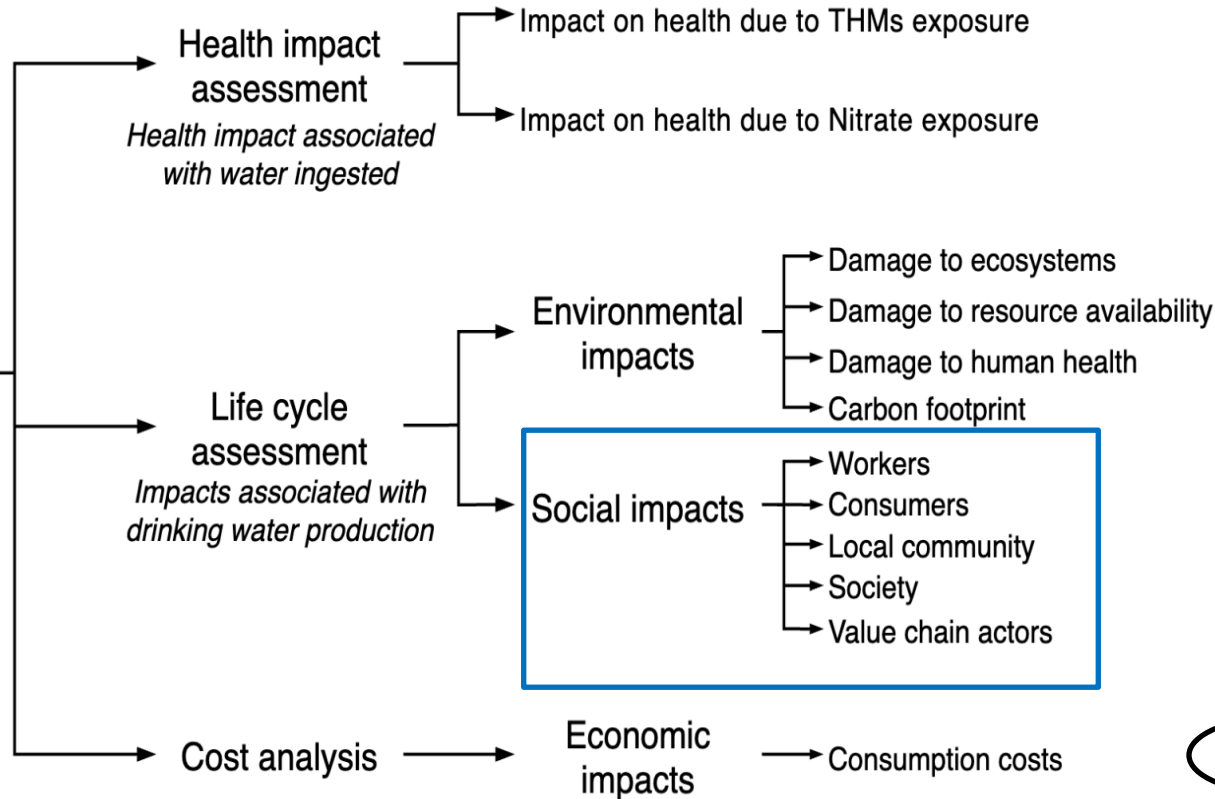 Health impact
assessment
Health impact associated
with water ingested
Impact on health due to THMs exposure
Impact on health due to Nitrate exposure
Life cycle
assessment
Impacts associated with
drinking water production
Environmental
impacts
Damage to ecosystems
Damage to resource availability
Damage to human health
Carbon footprint
Social impacts
Workers
Consumers
Local community
Society
Value chain actors
Cost analysis
Economic
impacts
Consumption costs